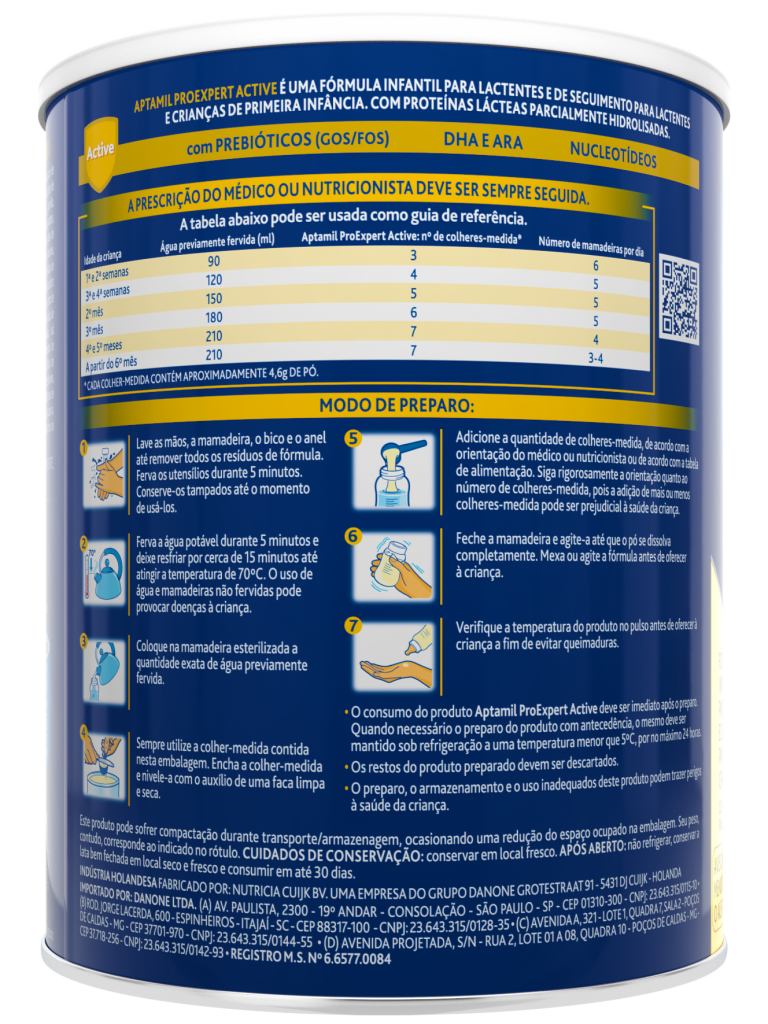 APTAMIL PROEXPERT ACTIVE É UMA FÓRMULA INFANTIL PARA LACTENTES E DE SEGUIMENTO PARA LACTENTES
E CRIANÇAS DE PRIMEIRA INFÂNCIA. COM PROTEÍNAS LÁCTEAS PARCIALMENTE HIDROLISADAS.
Active
com PREBIÓTICOS (GOS/FOS) DHA E ARA NUCLEOTÍDEOS
A PRESCRIÇÃO DO MÉDICO OU NUTRICIONISTA DEVE SER SEMPRE SEGUIDA.
A tabela abaixo pode ser usada como guia de referência.
Idade da criança Água previamente fervida (ml) Aptamil ProExpert Active: nº de colheres-medida* Número de mamadeiras por dia
1ª e 2ª semanas 90 3 6
3ª e 4ª semanas 120 4 5
2º mês 150 5 5
3º mês 180 6 5
4º e 5º meses 210 7 4
A partir do 6º mês 210 7 3-4
*CADA COLHER-MEDIDA CONTÉM APROXIMADAMENTE 4,6g DE PÓ.
MODO DE PREPARO:
1
Lave as mãos, a mamadeira, o bico e o anel
até remover todos os resíduos de fórmula.
Ferva os utensílios durante 5 minutos.
Conserve-os tampados até o momento
de usá-los.
2
70º
Ferva a água potável durante 5 minutos e
deixe resfriar por cerca de 15 minutos até
atingir a temperatura de 70ºC. O uso de
água e mamadeiras não fervidas pode
provocar doenças à criança.
3
Coloque na mamadeira esterilizada a
quantidade exata de água previamente
fervida.
4
Sempre utilize a colher-medida contida
nesta embalagem. Encha a colher-medida
e nivele-a com o auxílio de uma faca limpa
e seca.
5
Adicione a quantidade de colheres-medida, de acordo com a
orientação do médico ou nutricionista ou de acordo com a tabela
de alimentação. Siga rigorosamente a orientação quanto ao
número de colheres-medida, pois a adição de mais ou menos
colheres-medida pode ser prejudicial à saúde da criança.
6
Feche a mamadeira e agite-a até que o pó se dissolva
completamente. Mexa ou agite a fórmula antes de oferecer
à criança.
7
Verifique a temperatura do produto no pulso antes de oferecer à
criança a fim de evitar queimaduras.
• O consumo do produto Aptamil ProExpert Active deve ser imediato após o preparo.
Quando necessário o preparo do produto com antecedência, o mesmo deve ser
mantido sob refrigeração a uma temperatura menor que 5ºC, por no máximo 24 horas.
• Os restos do produto preparado devem ser descartados.
• O preparo, o armazenamento e o uso inadequados deste produto podem trazer perigos
à saúde da criança.
Este produto pode sofrer compactação durante transporte/armazenagem, ocasionando uma redução do espaço ocupado na embalagem. Seu peso,
contudo, corresponde ao indicado no rótulo. CUIDADOS DE CONSERVAÇÃO: conservar em local fresco. APÓS ABERTO: não refrigerar, conservar a
lata bem fechada em local seco e fresco e consumir em até 30 dias.
INDÚSTRIA HOLANDESA FABRICADO POR: NUTRICIA CUIJK BV. UMA EMPRESA DO GRUPO DANONE GROTESTRAAT 91 - 5431 DJ CUIJK - HOLANDA
IMPORTADO POR: DANONE LTDA. (A) AV. PAULISTA, 2300 - 19º ANDAR - CONSOLAÇÃO - SÃO PAULO - SP - CEP 01310-300 - CNPJ: 23.643.315/0115-10 •
(B) ROD. JORGE LACERDA, 600 - ESPINHEIROS - ITAJAÍ - SC - CEP 88317-100 - CNPJ: 23.643.315/0128-35 • (C) AVENIDA A, 321 - LOTE 1, QUADRA 7, SALA 2 - POÇOS
DE CALDAS - MG - CEP 37701-970 - CNPJ: 23.643.315/0144-55 • (D) AVENIDA PROJETADA, S/N - RUA 2, LOTE 01 A 08, QUADRA 10 - POÇOS DE CALDAS - MG -
CEP 37.718-256 - CNPJ: 23.643.315/0142-93 • REGISTRO M.S. Nº 6.6577.0084